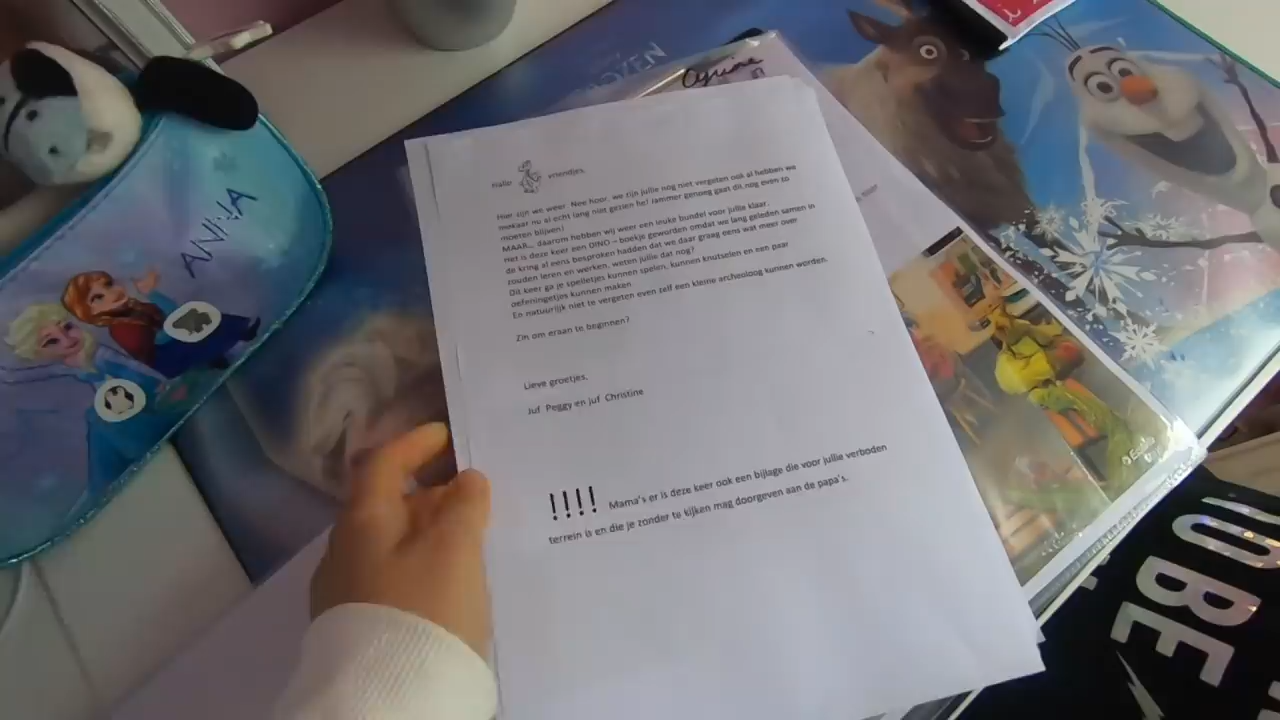 FROZEN
Hallo vriendjes,
Hier zijn we weer. Nee hoor, we zijn jullie nog niet vergeten ook al hebben we
mekaar nu al echt lang niet gezien he! Jammer genoeg gaat dit nog even zo
moeten blijven!
MAAR… daarom hebben wij weer een leuke bundel voor jullie klaar.
Het is deze keer een DINO – boekje geworden omdat we lang geleden samen in
de kring al eens besproken hadden dat we daar graag eens wat meer over
zouden leren en werken, weten jullie dat nog?
Dit keer ga je spelletjes kunnen spelen, kunnen knutselen en een paar
oefeningetjes kunnen maken
En natuurlijk niet te vergeten even zelf een kleine archeoloog kunnen worden.
Zin om eraan te beginnen?
Lieve groetjes,
Juf Peggy en juf Christine
!!!! Mama's er is deze keer ook een bijlage die voor jullie verboden
terrein is en die je zonder te kijken mag doorgeven aan de papa's.